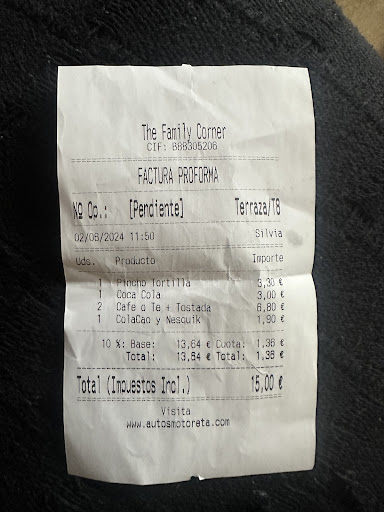 The Family Corner
CIF: B88305206
FACTURA PROFORMA
Nº Op.: [Pendiente] Terraza/T8
02/06/2024 11:50 Silvia
Uds. Producto Importe
1 Pincho Tortilla 3,30 €
1 Coca Cola 3,00 €
2 Cafe o Te + Tostada 6,80 €
1 ColaCao y Nesquik 1,90 €
10 %: Base: 13,64 € Cuota: 1,36 €
Total: 13,64 € Total: 1,36 €
Total (Impuestos Incl.) 15,00 €
Visita
www.autosmotoreta.com